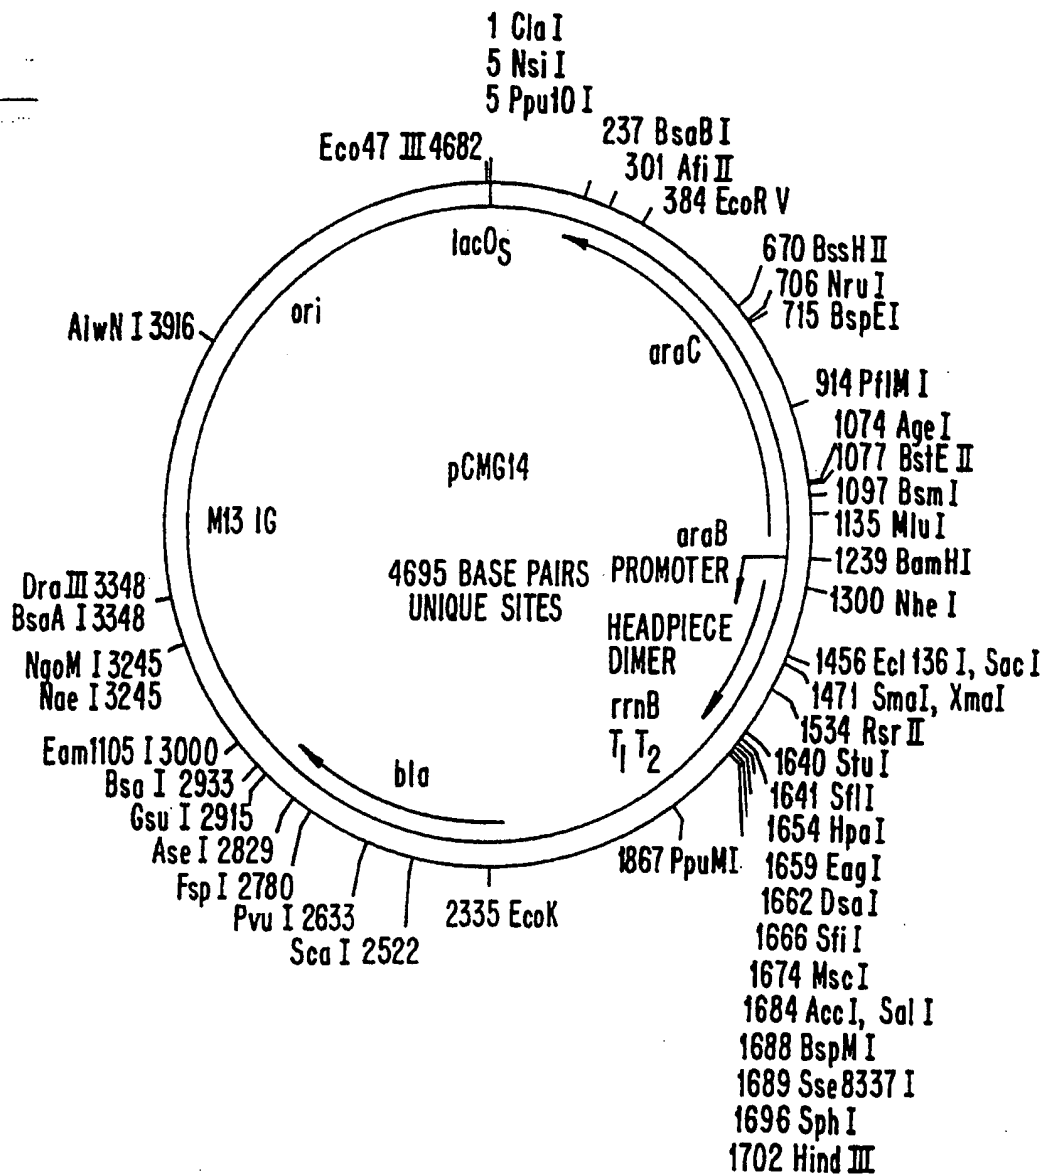 1 Cla I
5 Nsi I
5 Ppu10 I
Eco47 III 4682
237 BsaB I
301 Afi II
384 EcoR V
lacOS
670 BssH II
706 Nru I
715 BspEI
ori
AlwN I 3916
araC
914 PflM I
1074 Age I
1077 BstE II
1097 Bsm I
1135 Mlu I
pCMG14
M13 IG
araB
PROMOTER
1239 BamHI
4695 BASE PAIRS
UNIQUE SITES
1300 Nhe I
Dra III 3348
BsaA I 3348
HEADPIECE
DIMER
NgoM I 3245
Nae I 3245
1456 Ecl 136 I, Sac I
1471 SmaI, XmaI
1534 Rsr II
rrnB
T1 T2
Eam1105 I 3000
Bsa I 2933
Gsu I 2915
Ase I 2829
Fsp I 2780
Pvu I 2633
Sca I 2522
bla
2335 EcoK
1867 PpuMI
1640 Stu I
1641 SflI
1654 HpaI
1659 EagI
1662 DsaI
1666 Sfi I
1674 MscI
1684 AccI, Sal I
1688 BspM I
1689 Sse8337 I
1696 Sph I
1702 Hind III